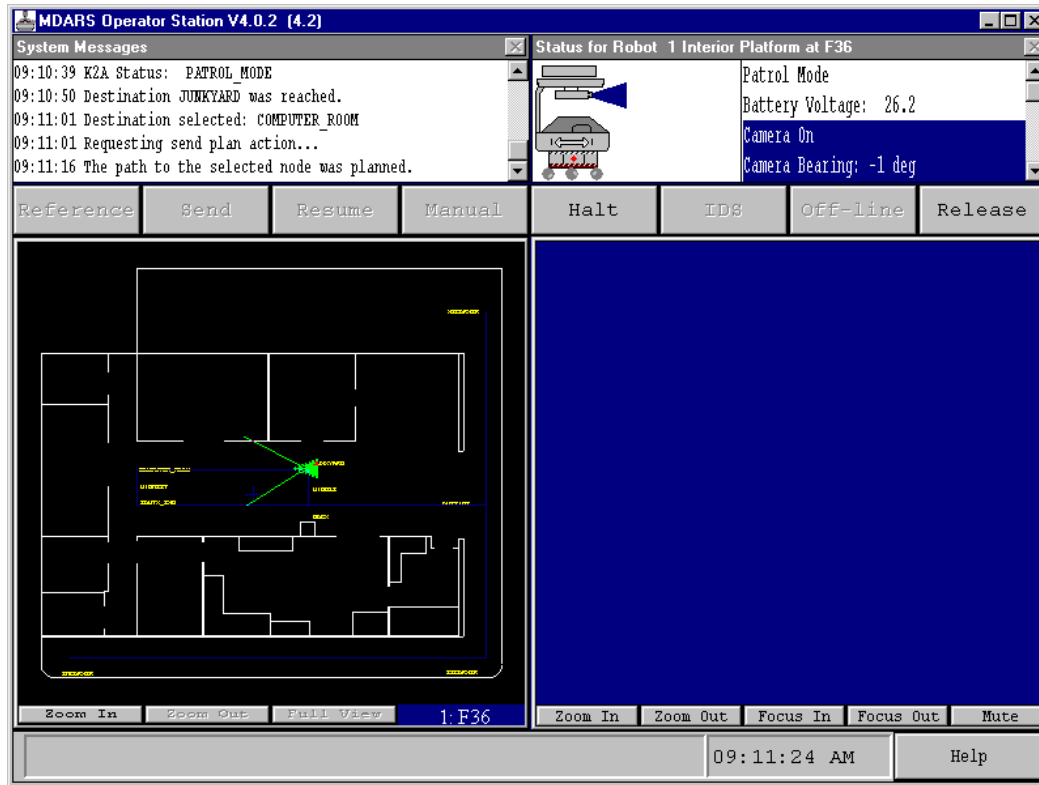 MDARS Operator Station V4.0.2 (4.2)
System Messages
09:10:39 K2A Status: PATROL_MODE
09:10:50 Destination JUNKYARD was reached.
09:11:01 Destination selected: COMPUTER_ROOM
09:11:01 Requesting send plan action...
09:11:16 The path to the selected node was planned.
Status for Robot 1 Interior Platform at F36
Patrol Mode
Battery Voltage: 26.2
Camera On
Camera Bearing: -1 deg
Reference Send Resume Manual Halt IDS Off-line Release
Zoom In Zoom Out Full View 1: F36
Zoom In Zoom Out Focus In Focus Out Mute
09:11:24 AM Help